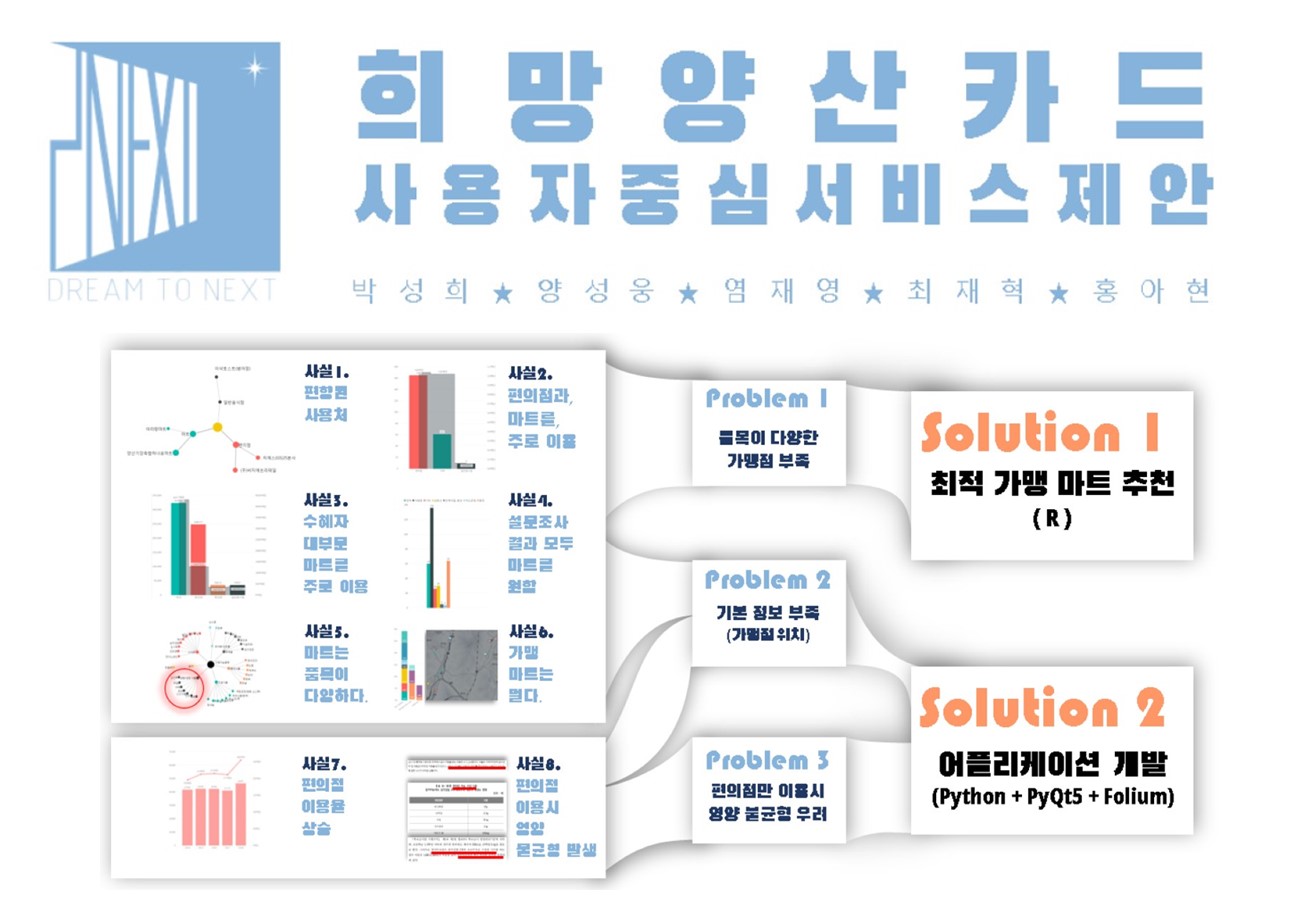 희망양산카드
사용자중심서비스제안
DREAM TO NEXT
박성희 ★ 양성웅 ★ 염재영 ★ 최재혁 ★ 홍아현
사실1.
편향된
사용처
사실2.
편의점과,
마트를,
주로 이용
사실3.
수혜자
대부분
마트를
주로 이용
사실4.
설문조사
결과 모두
마트를
원함
사실5.
마트는
품목이
다양하다.
사실6.
가맹
마트는
멀다.
사실7.
편의점
이용율
상승
사실8.
편의점
이용시
영양
불균형 발생
Problem 1
품목이 다양한
가맹점 부족
Problem 2
기본 정보 부족
(가맹점 위치)
Problem 3
편의점만 이용시
영양 불균형 우려
Solution 1
최적 가맹 마트 추천
( R )
Solution 2
어플리케이션 개발
(Python + PyQt5 + Folium)